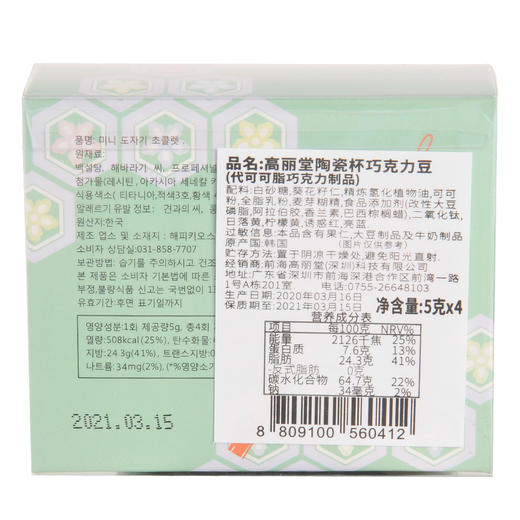 품명: 미니 도자기 초콜렛
원재료:
백설탕, 해바라기 씨, 프로페셔널
첨가물(레시틴, 아카시아 세네칼
식용색소( 티타니아,적색3호,황색 4
알레르기 유발 정보 : 견과의 씨, 콩
원산지:한국
제조 업소 및 소재지 : 해피키오스
소비자 상담실:031-858-7707
보관방법: 습기를 주의하시고 건조
본 제품은 소비자 기본법에 따른
부정,불량식품 신고는 국번없이 13
유효기간:후면 표기일까지
영양성분:1회 제공량5g, 총4회
열량:508kcal(25%), 탄수화물
지방:24.3g(41%), 트랜스지방:0
나트륨:34mg(2%), (*%영양소기
2021.03.15
品名:高丽堂陶瓷杯巧克力豆
(代可可脂巧克力制品)
配料:白砂糖,葵花籽仁,精炼氢化植物油,可可
粉,全脂乳粉,麦芽糊精,食品添加剂(改性大豆
磷脂,阿拉伯胶,香兰素,巴西棕榈蜡),二氧化钛,
日落黄,柠檬黄,诱惑红,亮蓝.
过敏信息:本品含有果仁,大豆制品及牛奶制品
原产国:韩国 (图片仅供参考)
贮存方法:置于阴凉干燥处,避免阳光直射.
经销商:前海高丽堂(深圳)科技有限公司
地址:广东省深圳市前海深港合作区前湾一路
1号A栋201室. 电话:0755-26648103
生产日期:2020年03月16日
保质期至:2021年03月15日 净含量:5克x4
营养成分表
项目 每100克 NRV%
能量 2126千焦 25%
蛋白质 7.6克 13%
脂肪 24.3克 41%
-反式脂肪 0克
碳水化合物 64.7克 22%
钠 34毫克 2%
8 809100 560412